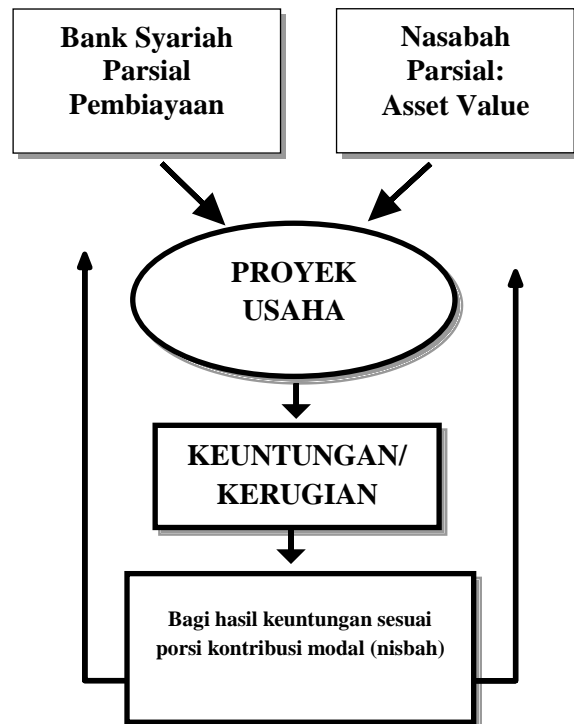 Bank Syariah
Parsial
Pembiayaan
Nasabah
Parsial:
Asset Value
PROYEK
USAHA
KEUNTUNGAN/
KERUGIAN
Bagi hasil keuntungan sesuai
porsi kontribusi modal (nisbah)